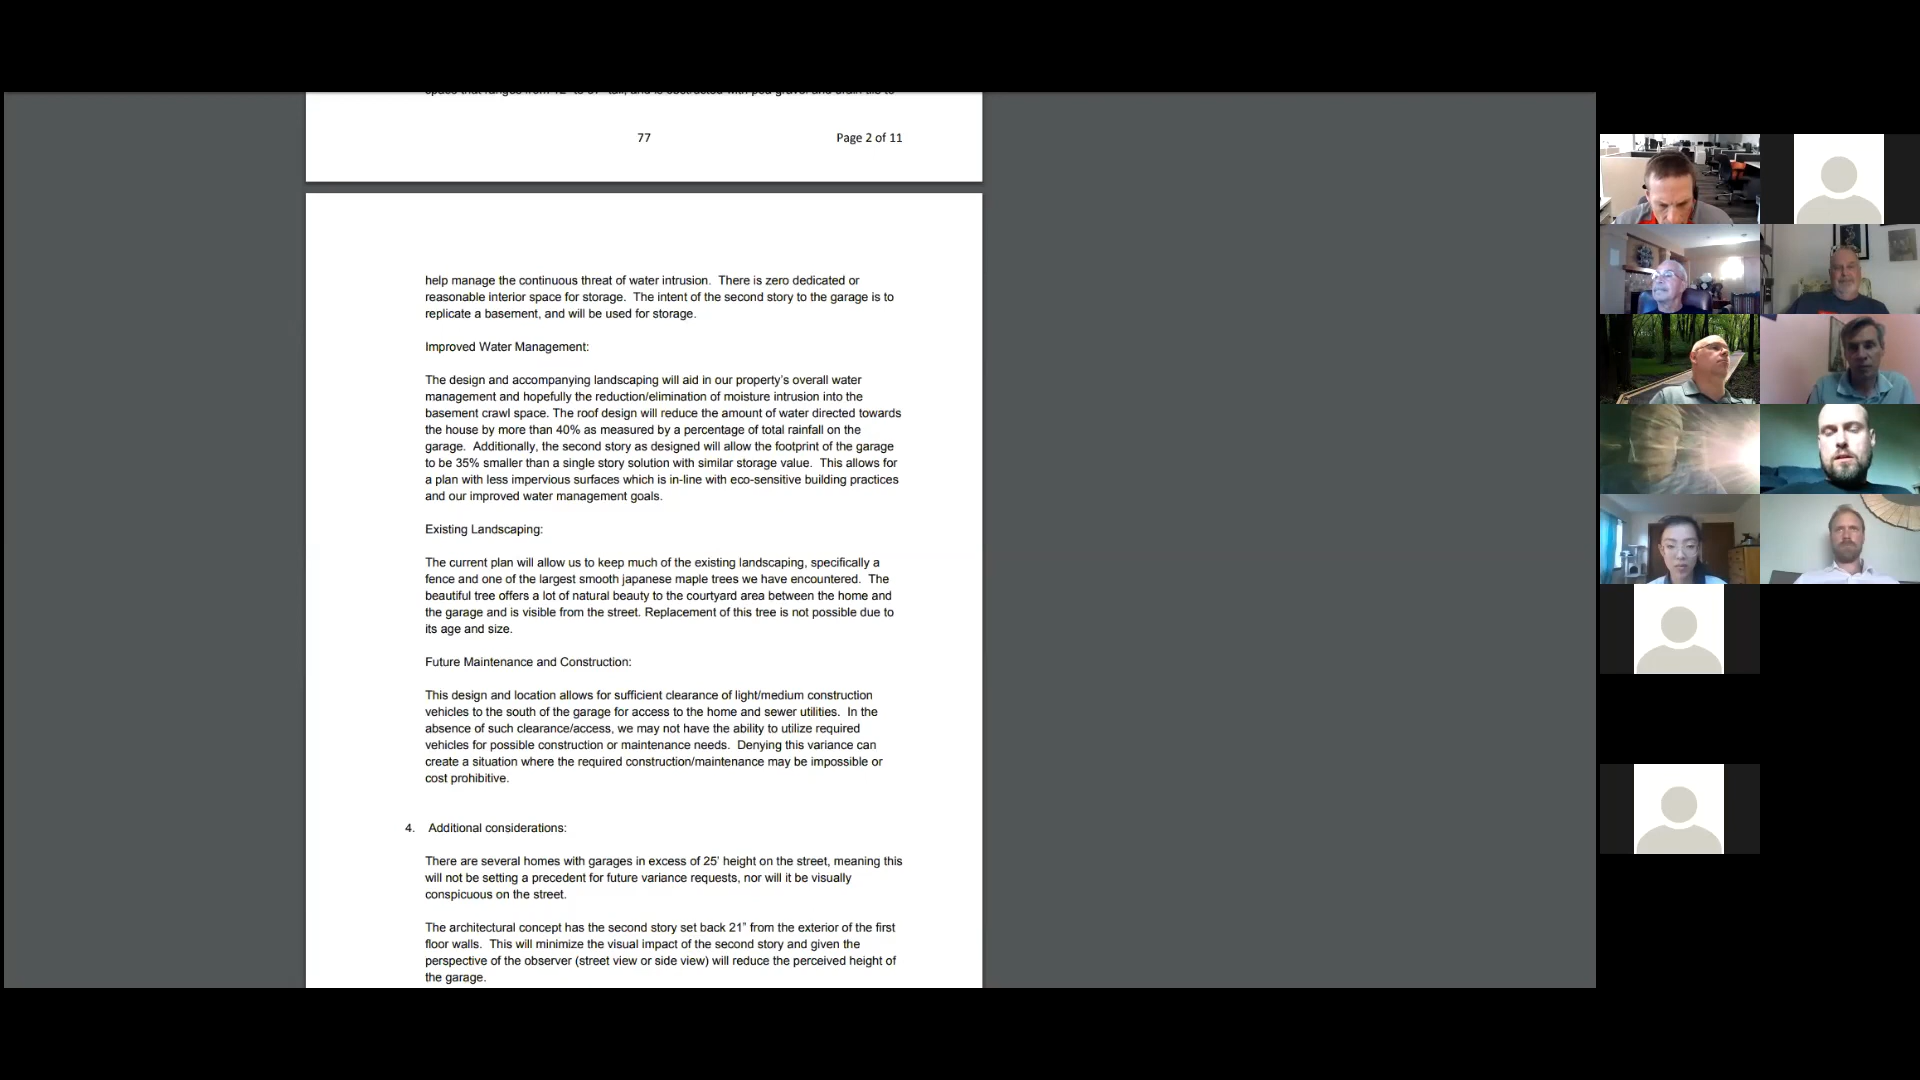 space that ranges from 12" to 37" tall, and is obstructed with pea gravel and drain tile to
77
Page 2 of 11
help manage the continuous threat of water intrusion. There is zero dedicated or
reasonable interior space for storage. The intent of the second story to the garage is to
replicate a basement, and will be used for storage.
Improved Water Management:
The design and accompanying landscaping will aid in our property's overall water
management and hopefully the reduction/elimination of moisture intrusion into the
basement crawl space. The roof design will reduce the amount of water directed towards
the house by more than 40% as measured by a percentage of total rainfall on the
garage. Additionally, the second story as designed will allow the footprint of the garage
to be 35% smaller than a single story solution with similar storage value. This allows for
a plan with less impervious surfaces which is in-line with eco-sensitive building practices
and our improved water management goals.
Existing Landscaping:
The current plan will allow us to keep much of the existing landscaping, specifically a
fence and one of the largest smooth japanese maple trees we have encountered. The
beautiful tree offers a lot of natural beauty to the courtyard area between the home and
the garage and is visible from the street. Replacement of this tree is not possible due to
its age and size.
Future Maintenance and Construction:
This design and location allows for sufficient clearance of light/medium construction
vehicles to the south of the garage for access to the home and sewer utilities. In the
absence of such clearance/access, we may not have the ability to utilize required
vehicles for possible construction or maintenance needs. Denying this variance can
create a situation where the required construction/maintenance may be impossible or
cost prohibitive.
4. Additional considerations:
There are several homes with garages in excess of 25' height on the street, meaning this
will not be setting a precedent for future variance requests, nor will it be visually
conspicuous on the street.
The architectural concept has the second story set back 21" from the exterior of the first
floor walls. This will minimize the visual impact of the second story and given the
perspective of the observer (street view or side view) will reduce the perceived height of
the garage.